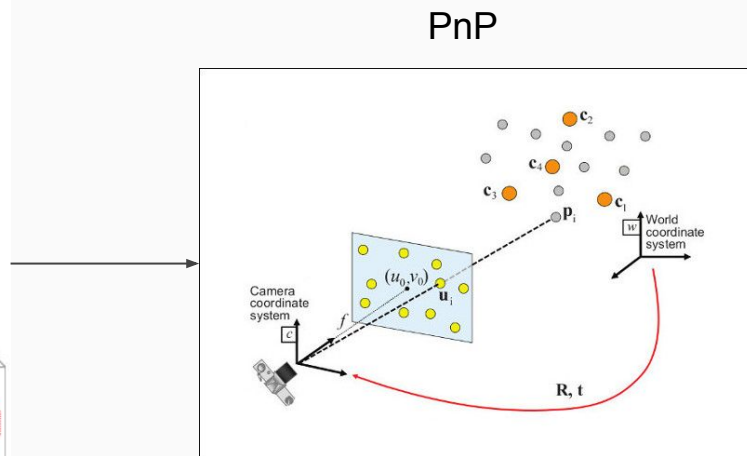 PnP
c₂
c₄
c₃
c₁
pᵢ
w
World
coordinate
system
(u₀,v₀)
uᵢ
Camera
coordinate
system
f
c
R, t